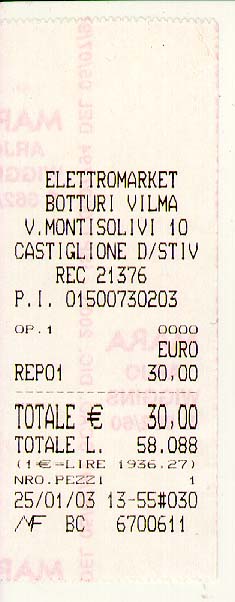 ELETTROMARKET
BOTTURI VILMA
V.MONTISOLIVI 10
CASTIGLIONE D/STIV
REC 21376
P.I. 01500730203
OP.1 0000
EURO
REP01 30,00
TOTALE € 30,00
TOTALE L. 58.088
(1€=LIRE 1936.27)
NRO.PEZZI 1
25/01/03 13-55#030
MF BC 6700611